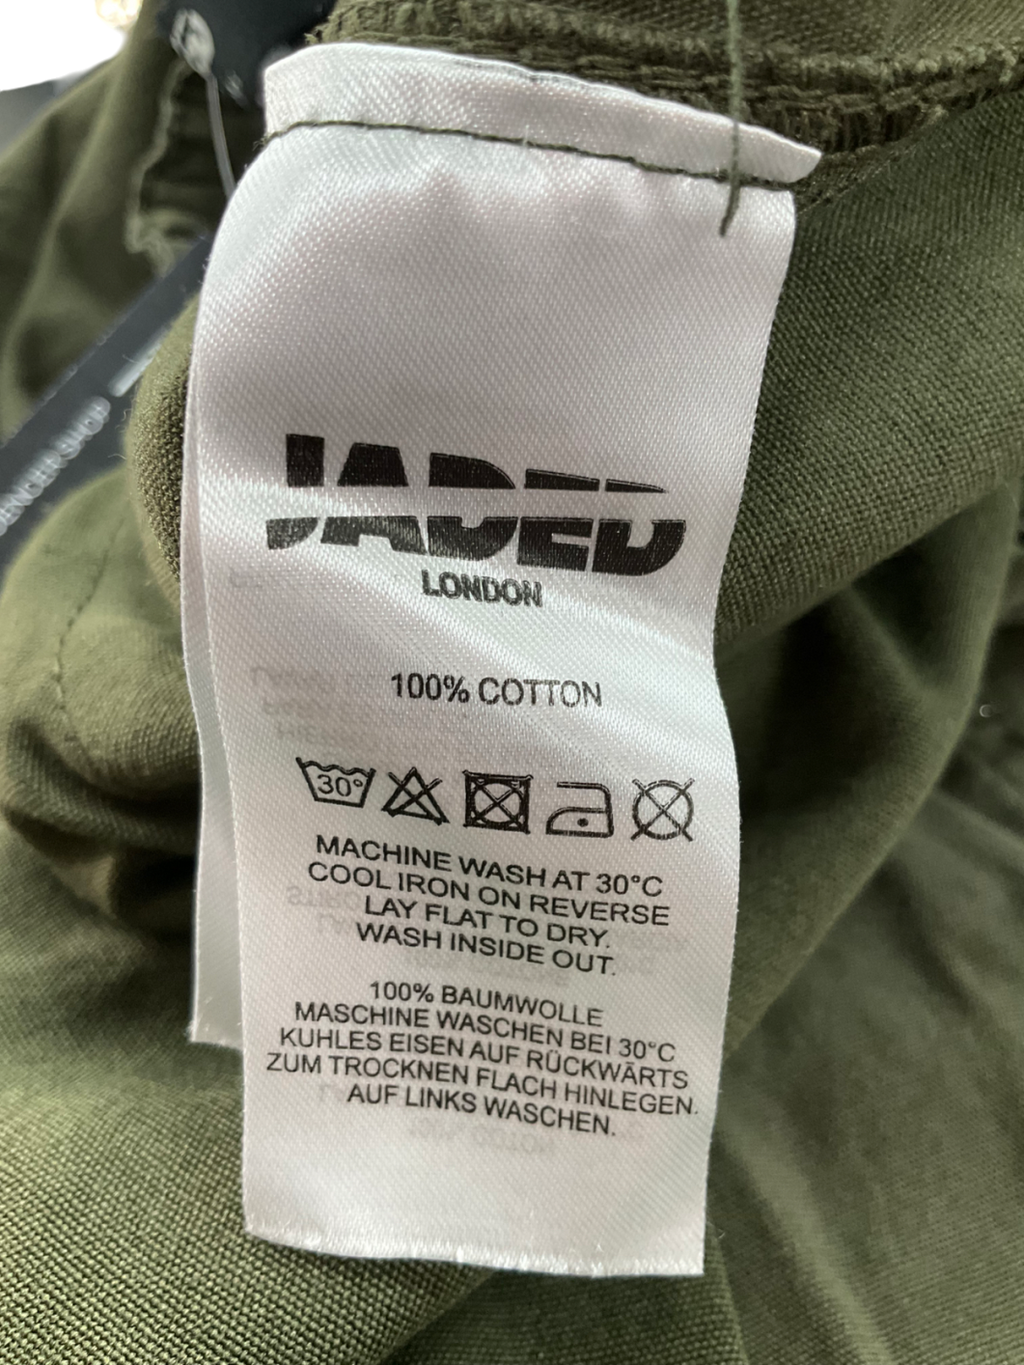 JADED
LONDON
100% COTTON
30°
MACHINE WASH AT 30°C
COOL IRON ON REVERSE
LAY FLAT TO DRY.
WASH INSIDE OUT.
100% BAUMWOLLE
MASCHINE WASCHEN BEI 30°C
KUHLES EISEN AUF RÜCKWÄRTS
ZUM TROCKNEN FLACH HINLEGEN.
AUF LINKS WASCHEN.
SHOP